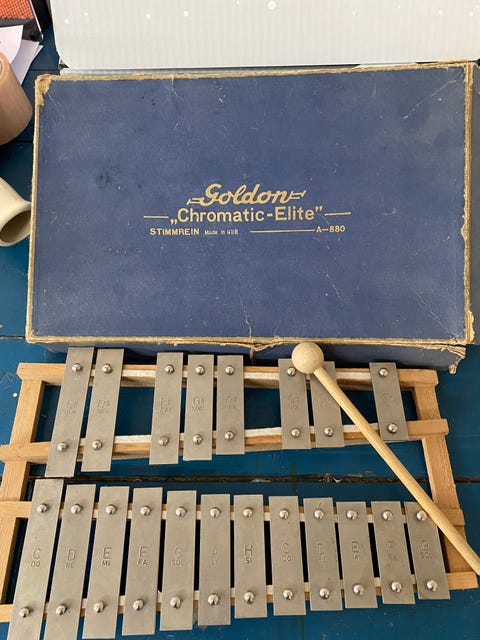 Goldon
„Chromatic-Elite”
STIMMREIN Made in GDR A-880
C D E F G A H C D E F G
DO RE MI FA SOL SI DO RE MI FA SOL